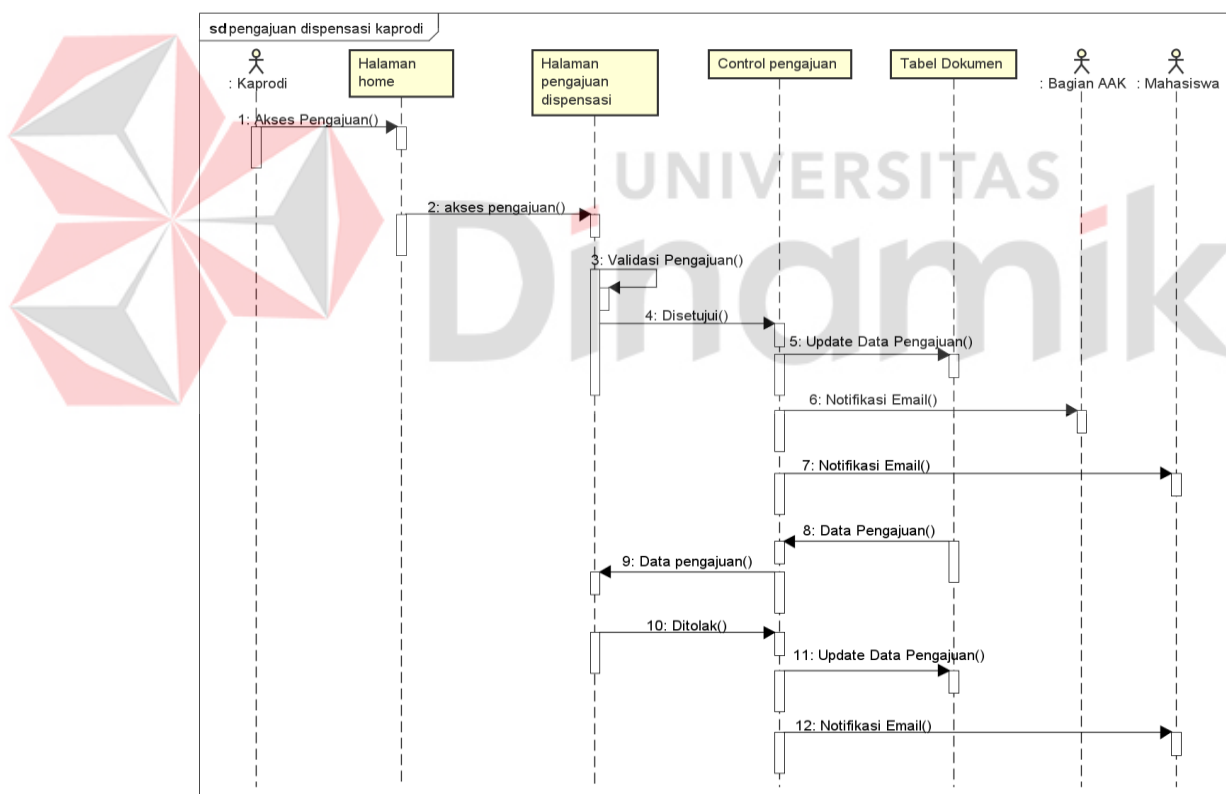 sd pengajuan dispensasi kaprodi
: Kaprodi
Halaman
home
Halaman
pengajuan
dispensasi
Control pengajuan
Tabel Dokumen
: Bagian AAK
: Mahasiswa
1: Akses Pengajuan()
UNIVERSITAS
Dinamika
2: akses pengajuan()
3: Validasi Pengajuan()
4: Disetujui()
5: Update Data Pengajuan()
6: Notifikasi Email()
7: Notifikasi Email()
8: Data Pengajuan()
9: Data pengajuan()
10: Ditolak()
11: Update Data Pengajuan()
12: Notifikasi Email()